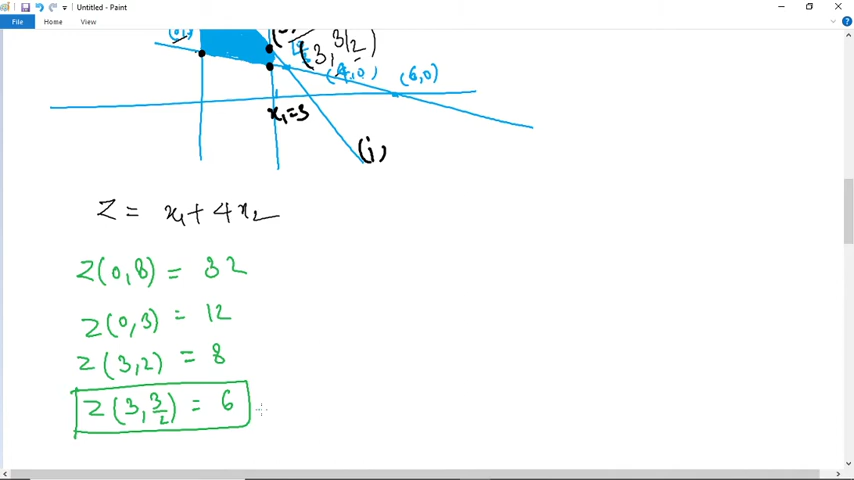 Untitled - Paint
File Home View
(3, 3/2)
(4,0) (6,0)
x₁=3
(i)
Z = x₁+ 4x₂
Z(0,8) = 32
Z(0,3) = 12
Z(3,2) = 8
Z(3,3/2) = 6